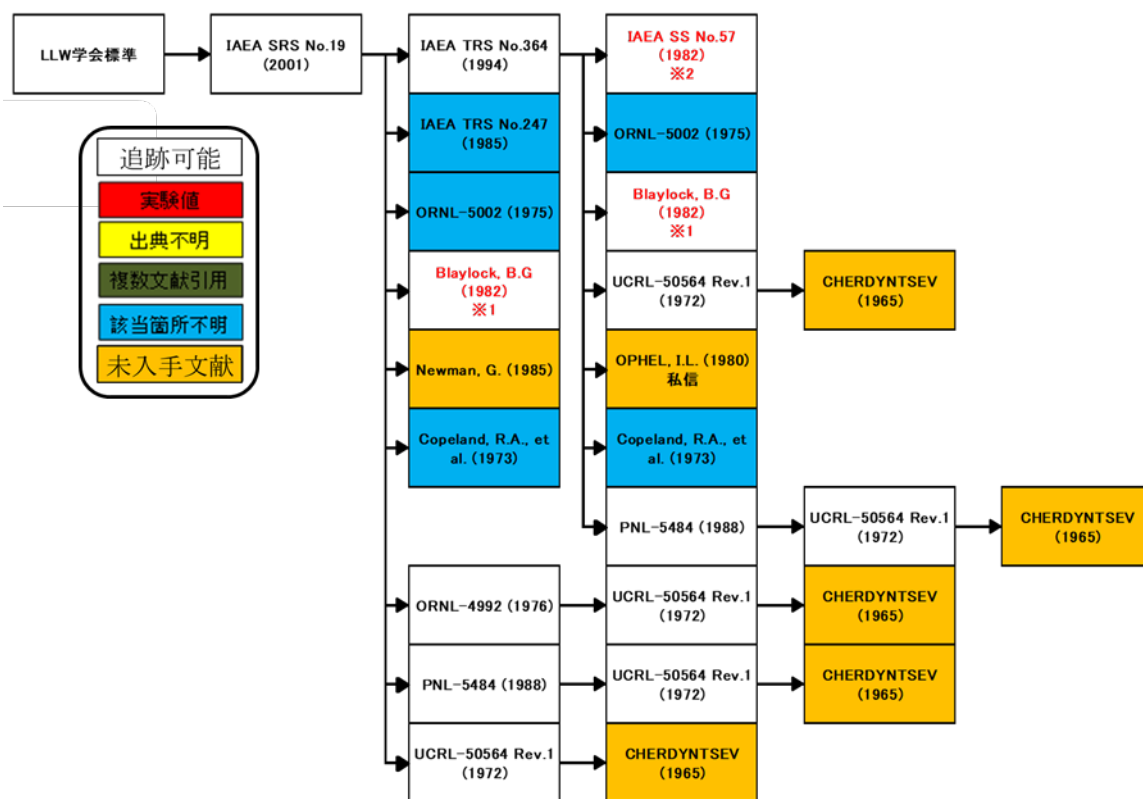 LLW学会標準
IAEA SRS No.19
(2001)
IAEA TRS No.364
(1994)
IAEA SS No.57
(1982)
※2
IAEA TRS No.247
(1985)
ORNL-5002 (1975)
追跡可能
実験値
出典不明
複数文献引用
該当箇所不明
未入手文献
ORNL-5002 (1975)
Blaylock, B.G
(1982)
※1
Blaylock, B.G
(1982)
※1
UCRL-50564 Rev.1
(1972)
CHERDYNTSEV
(1965)
Newman, G. (1985)
OPHEL, I.L. (1980)
私信
Copeland, R.A., et
al. (1973)
Copeland, R.A., et
al. (1973)
PNL-5484 (1988)
UCRL-50564 Rev.1
(1972)
CHERDYNTSEV
(1965)
ORNL-4992 (1976)
UCRL-50564 Rev.1
(1972)
CHERDYNTSEV
(1965)
PNL-5484 (1988)
UCRL-50564 Rev.1
(1972)
CHERDYNTSEV
(1965)
UCRL-50564 Rev.1
(1972)
CHERDYNTSEV
(1965)